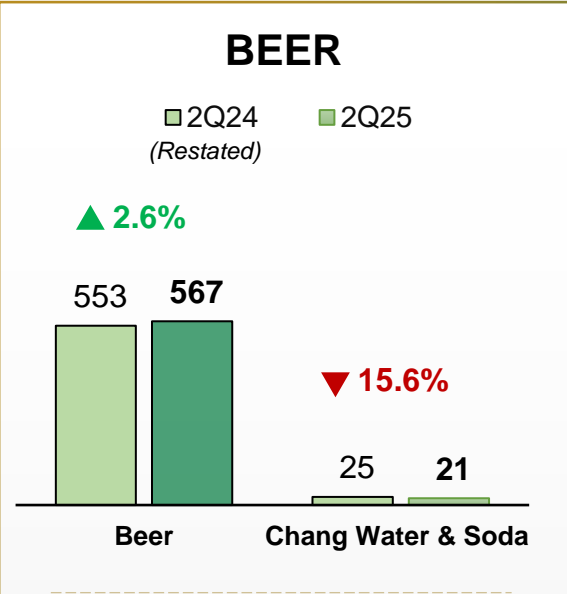 BEER
2Q24 2Q25
(Restated)
▲ 2.6%
553 567
▼ 15.6%
25 21
Beer Chang Water & Soda